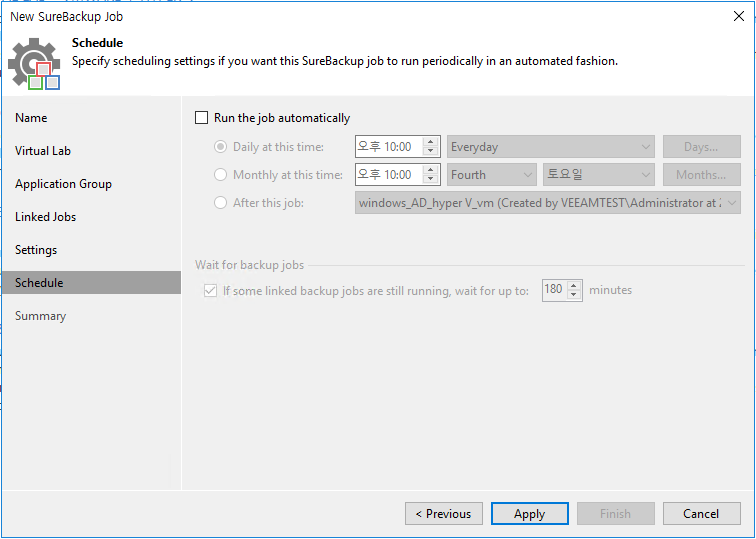 New SureBackup Job
Schedule
Specify scheduling settings if you want this SureBackup job to run periodically in an automated fashion.
Name
Virtual Lab
Application Group
Linked Jobs
Settings
Schedule
Summary
Run the job automatically
Daily at this time: 오후 10:00 Everyday Days...
Monthly at this time: 오후 10:00 Fourth 토요일 Months...
After this job: windows_AD_hyper V_vm (Created by VEEAMTEST\Administrator at
Wait for backup jobs
If some linked backup jobs are still running, wait for up to: 180 minutes
< Previous Apply Finish Cancel